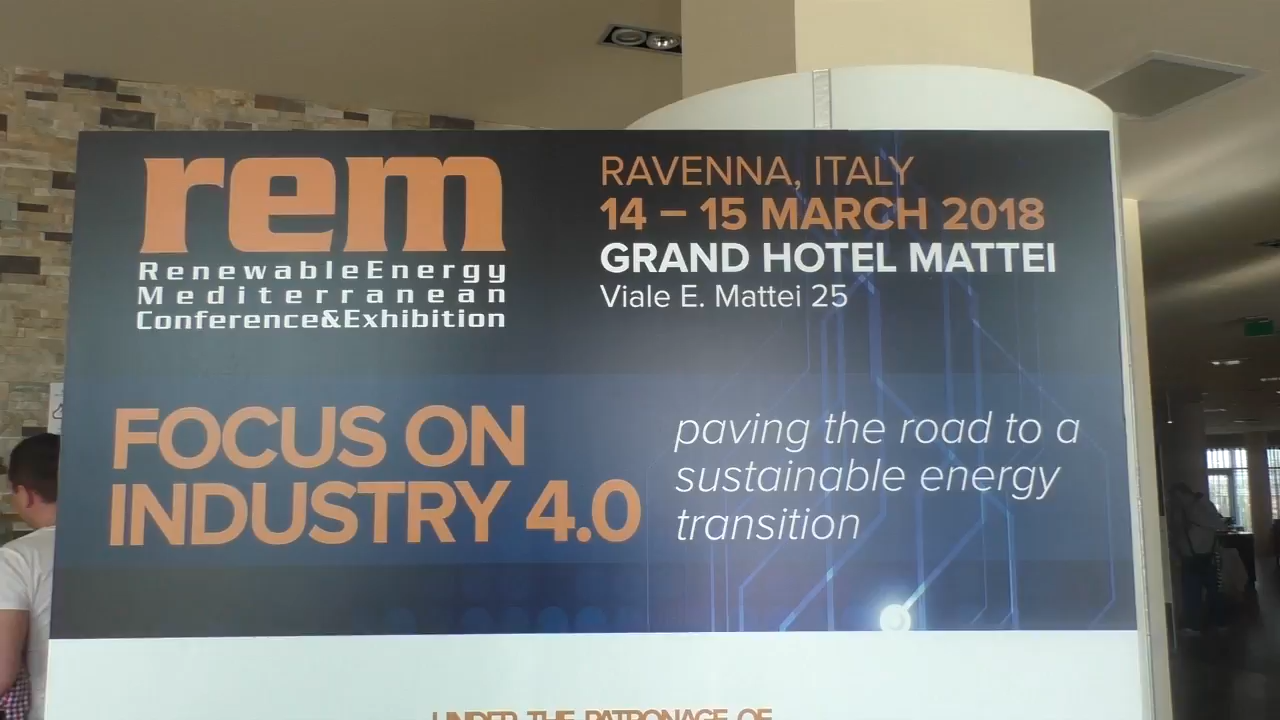 rem
RenewableEnergy
Mediterranean
Conference&Exhibition
RAVENNA, ITALY
14 – 15 MARCH 2018
GRAND HOTEL MATTEI
Viale E. Mattei 25
FOCUS ON
INDUSTRY 4.0
paving the road to a
sustainable energy
transition
UNDER THE PATRONAGE OF